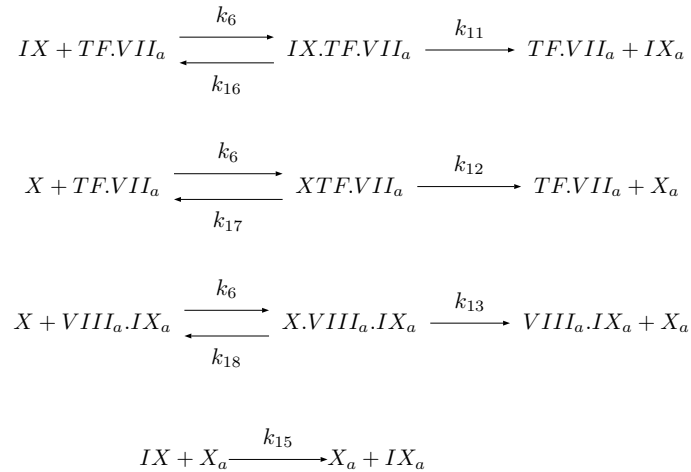 k6 k11
IX + TF.VIIa IX.TF.VIIa TF.VIIa + IXa
k16
k6 k12
X + TF.VIIa XTF.VIIa TF.VIIa + Xa
k17
k6 k13
X + VIIIa.IXa X.VIIIa.IXa VIIIa.IXa + Xa
k18
k15
IX + Xa Xa + IXa